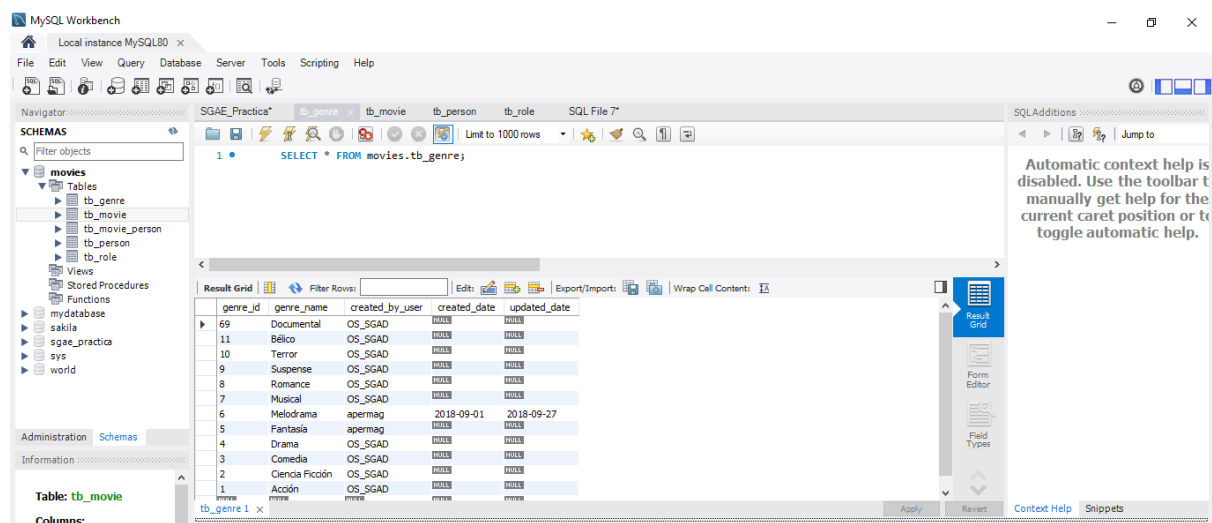 MySQL Workbench
Local instance MySQL80
File Edit View Query Database Server Tools Scripting Help
Navigator
SCHEMAS
Filter objects
movies
Tables
tb_genre
tb_movie
tb_movie_person
tb_person
tb_role
Views
Stored Procedures
Functions
mydatabase
sakila
sgae_practica
sys
world
Administration Schemas
Information
Table: tb_movie
Columns:
SGAE_Practica* tb_genre tb_movie tb_person tb_role SQL File 7*
Limit to 1000 rows
1 SELECT * FROM movies.tb_genre;
Result Grid Filter Rows: Edit: Export/Import: Wrap Cell Content:
genre_id genre_name created_by_user created_date updated_date
69 Documental OS_SGAD NULL NULL
11 Bélico OS_SGAD NULL NULL
10 Terror OS_SGAD NULL NULL
9 Suspense OS_SGAD NULL NULL
8 Romance OS_SGAD NULL NULL
7 Musical OS_SGAD NULL NULL
6 Melodrama apermag 2018-09-01 2018-09-27
5 Fantasía apermag NULL NULL
4 Drama OS_SGAD NULL NULL
3 Comedia OS_SGAD NULL NULL
2 Ciencia Ficción OS_SGAD NULL NULL
1 Acción OS_SGAD NULL NULL
NULL NULL NULL NULL NULL
Result
Grid
Form
Editor
Field
Types
tb_genre 1
Apply Revert
SQLAdditions
Jump to
Automatic context help is
disabled. Use the toolbar t
manually get help for the
current caret position or to
toggle automatic help.
Context Help Snippets